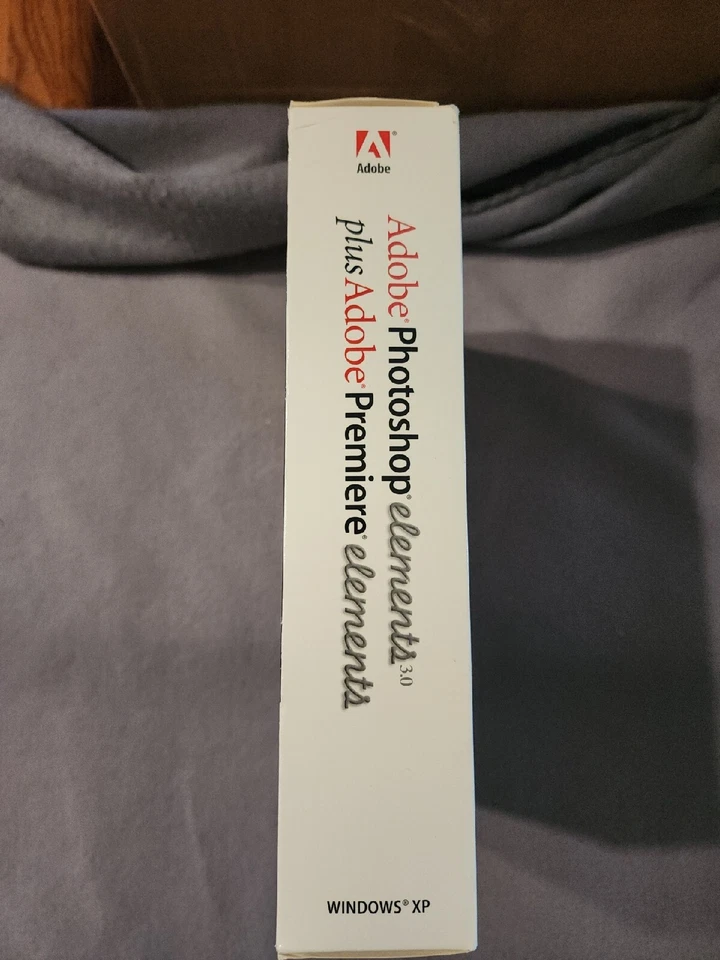 Adobe®
Adobe® Photoshop® elements 3.0
plus Adobe® Premiere® elements
WINDOWS® XP